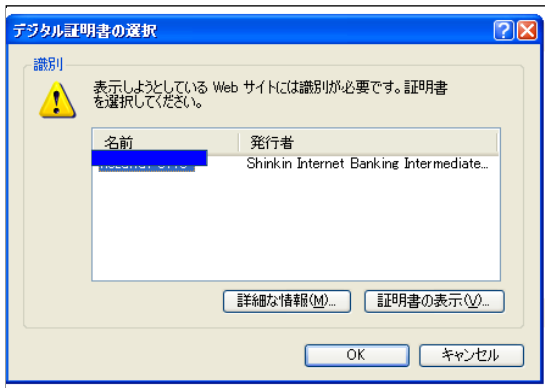 デジタル証明書の選択
識別
表示しようとしている Web サイトには識別が必要です。証明書
を選択してください。
名前
発行者
Shinkin Internet Banking Intermediate...
詳細な情報(M)...
証明書の表示(V)...
OK
キャンセル